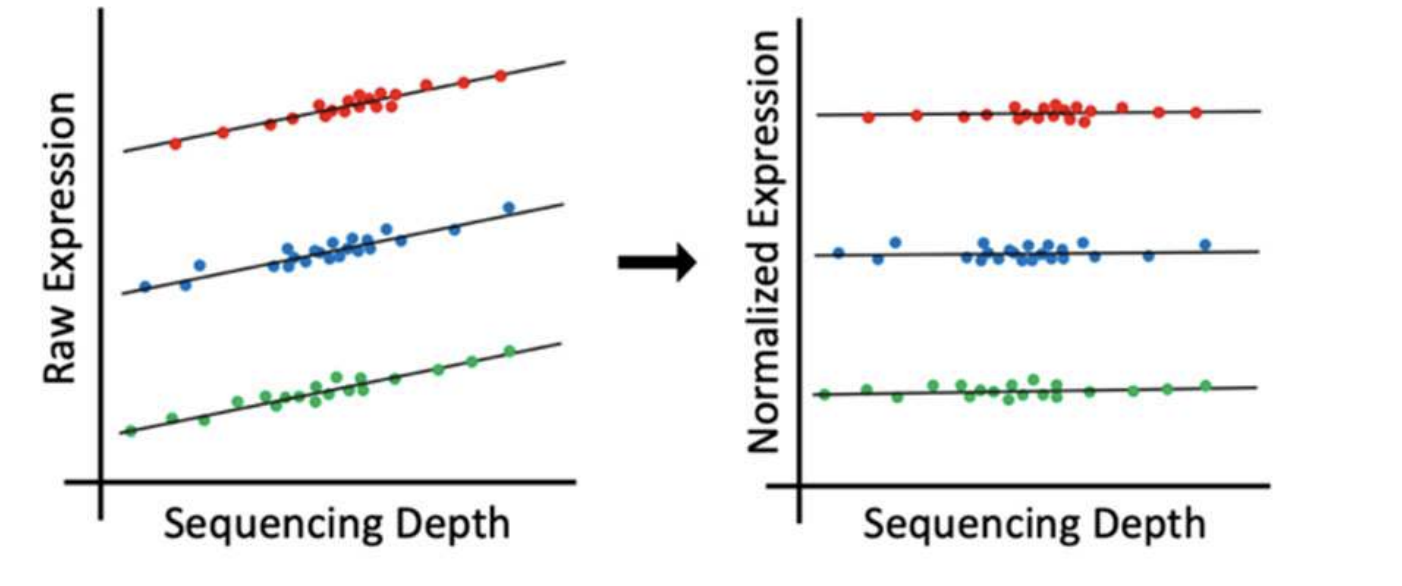 Raw Expression
Sequencing Depth
Normalized Expression
Sequencing Depth